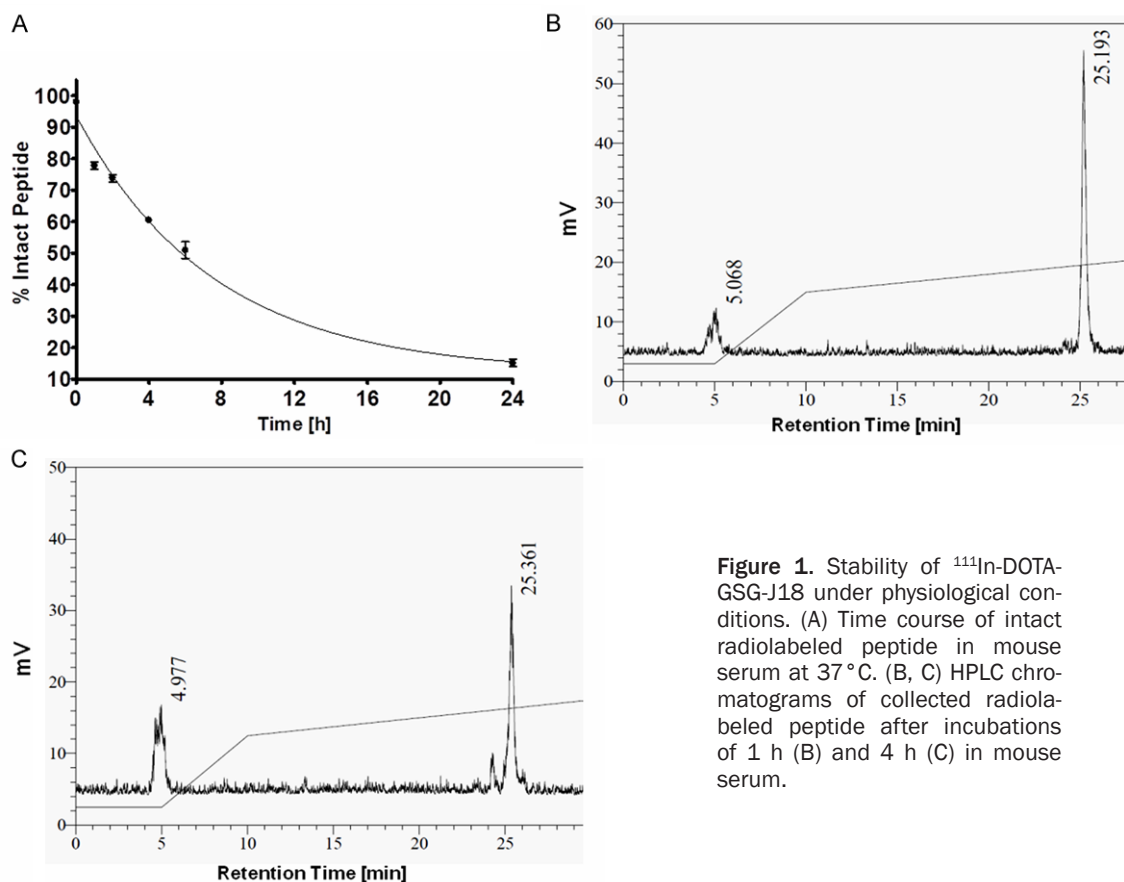 A
% Intact Peptide
100
90
80
70
60
50
40
30
20
10
0 4 8 12 16 20 24
Time [h]
B
mV
60
50
40
30
20
10
0
5.068
25.193
0 5 10 15 20 25
Retention Time [min]
C
mV
50
40
30
20
10
0
4.977
25.361
0 5 10 15 20 25
Retention Time [min]
Figure 1. Stability of ¹¹¹In-DOTA-
GSG-J18 under physiological con-
ditions. (A) Time course of intact
radiolabeled peptide in mouse
serum at 37°C. (B, C) HPLC chro-
matograms of collected radiola-
beled peptide after incubations
of 1 h (B) and 4 h (C) in mouse
serum.